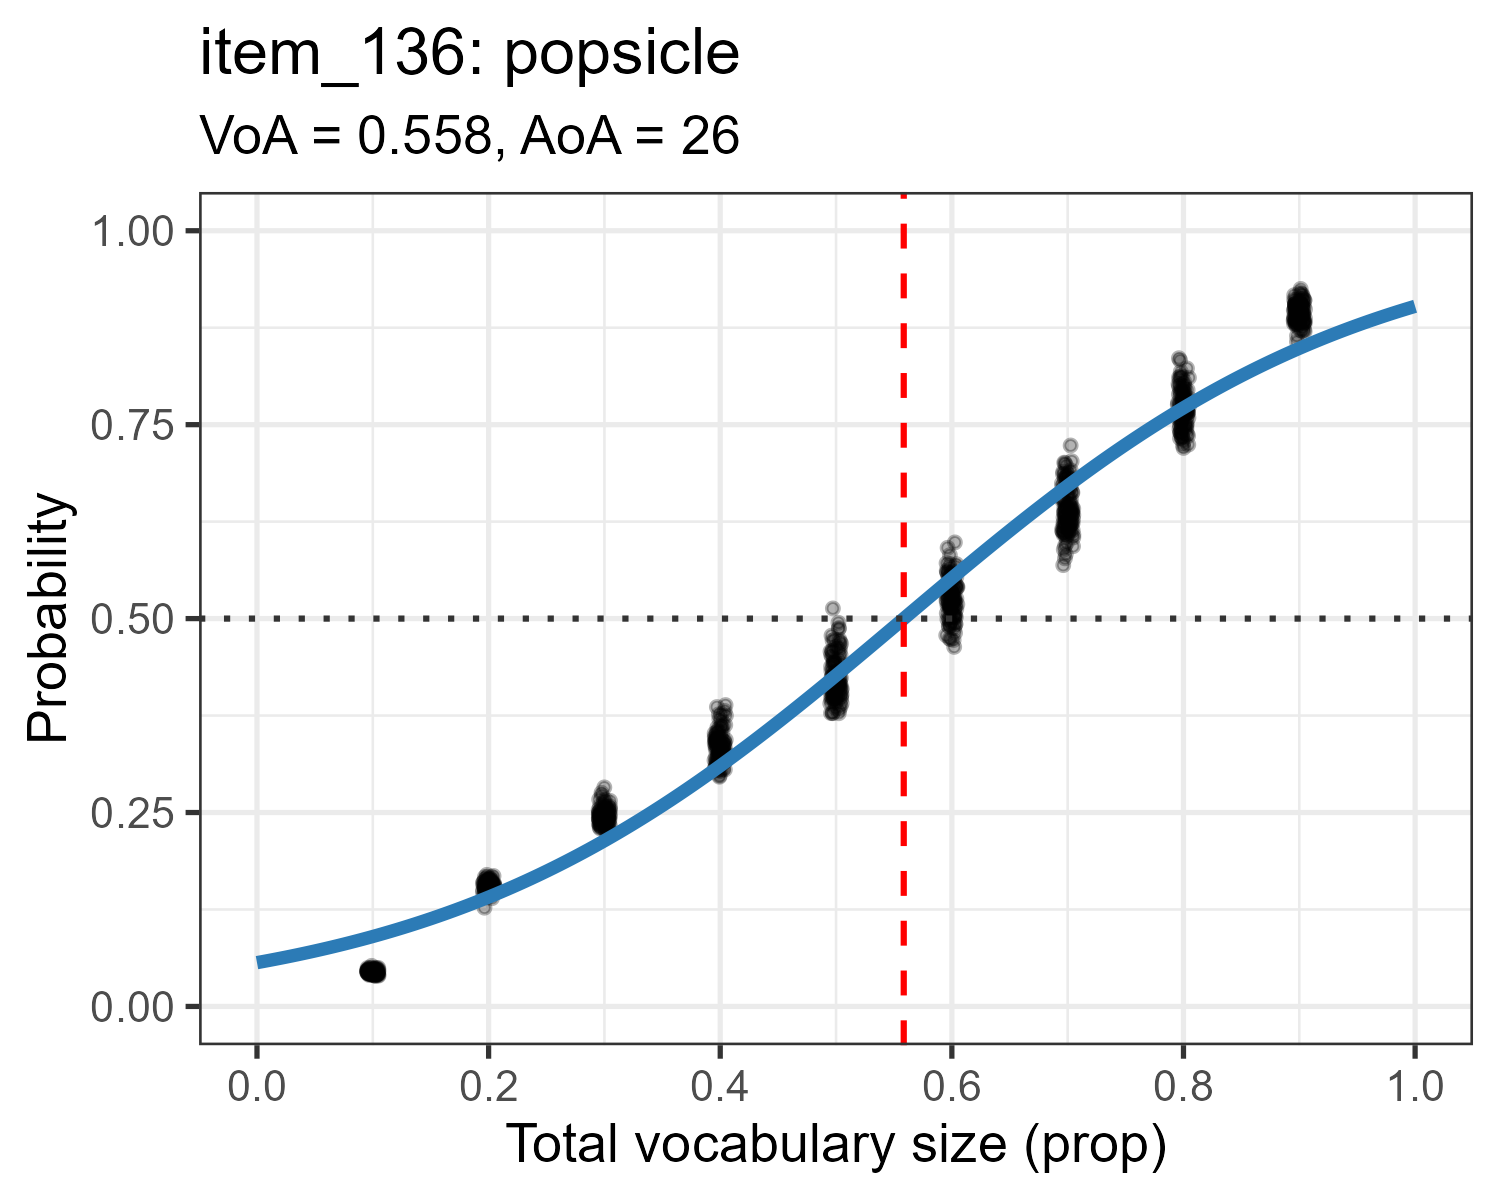 item_136: popsicle
VoA = 0.558, AoA = 26
1.00
0.75
0.50
0.25
0.00
Probability
0.0 0.2 0.4 0.6 0.8 1.0
Total vocabulary size (prop)